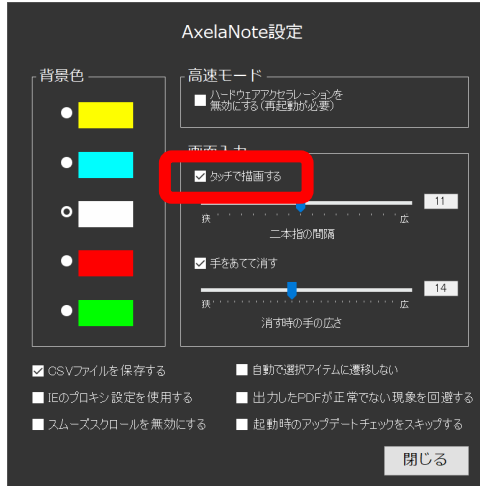 AxelaNote設定
背景色
高速モード
ハードウェアアクセラレーションを
無効にする(再起動が必要)
画面入力
タッチで描画する
11
狭
広
二本指の間隔
手をあてて消す
14
狭
広
消す時の手の広さ
CSVファイルを保存する
自動で選択アイテムに遷移しない
IEのプロキシ設定を使用する
出力したPDFが正常でない現象を回避する
スムーズスクロールを無効にする
起動時のアップデートチェックをスキップする
閉じる